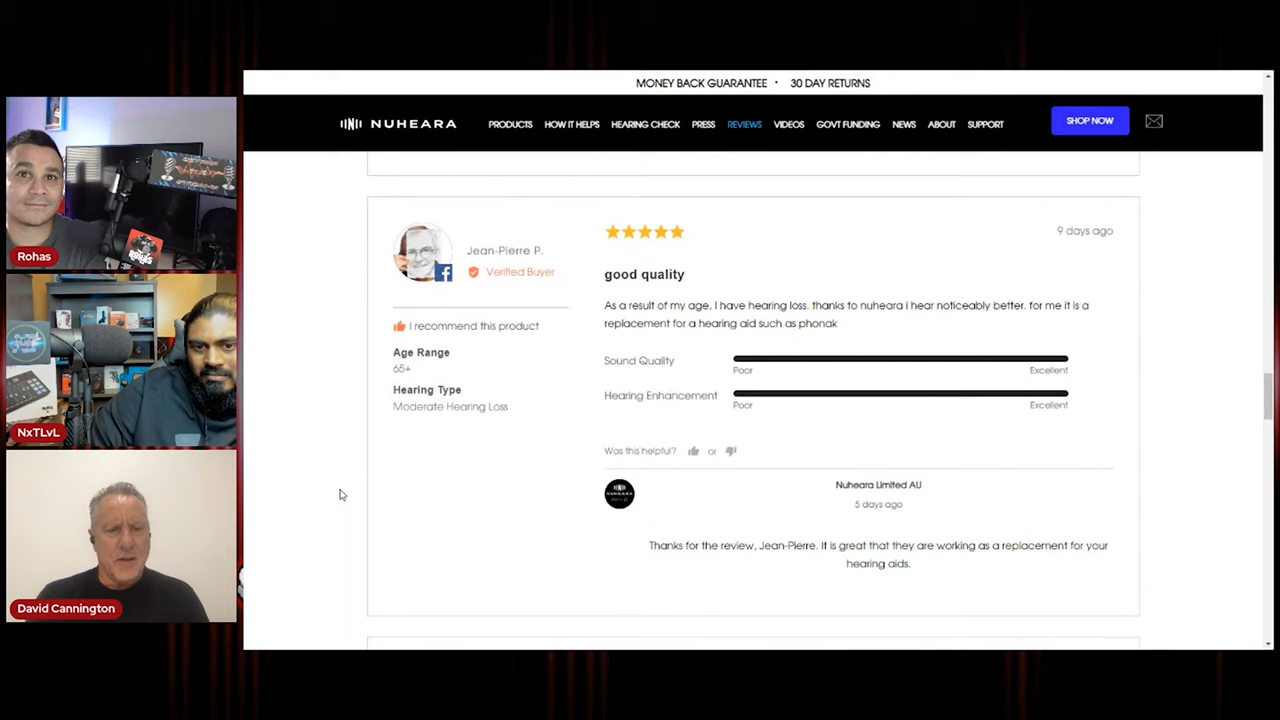 MONEY BACK GUARANTEE · 30 DAY RETURNS
NUHEARA
PRODUCTS HOW IT HELPS HEARING CHECK PRESS REVIEWS VIDEOS GOVT FUNDING NEWS ABOUT SUPPORT
SHOP NOW
Rohas
NxTLvL
David Cannington
Jean-Pierre P.
Verified Buyer
I recommend this product
Age Range
65+
Hearing Type
Moderate Hearing Loss
9 days ago
good quality
As a result of my age, I have hearing loss. thanks to nuheara i hear noticeably better. for me it is a
replacement for a hearing aid such as phonak
Sound Quality
Poor Excellent
Hearing Enhancement
Poor Excellent
Was this helpful? or
Nuheara Limited AU
5 days ago
Thanks for the review, Jean-Pierre. It is great that they are working as a replacement for your
hearing aids.